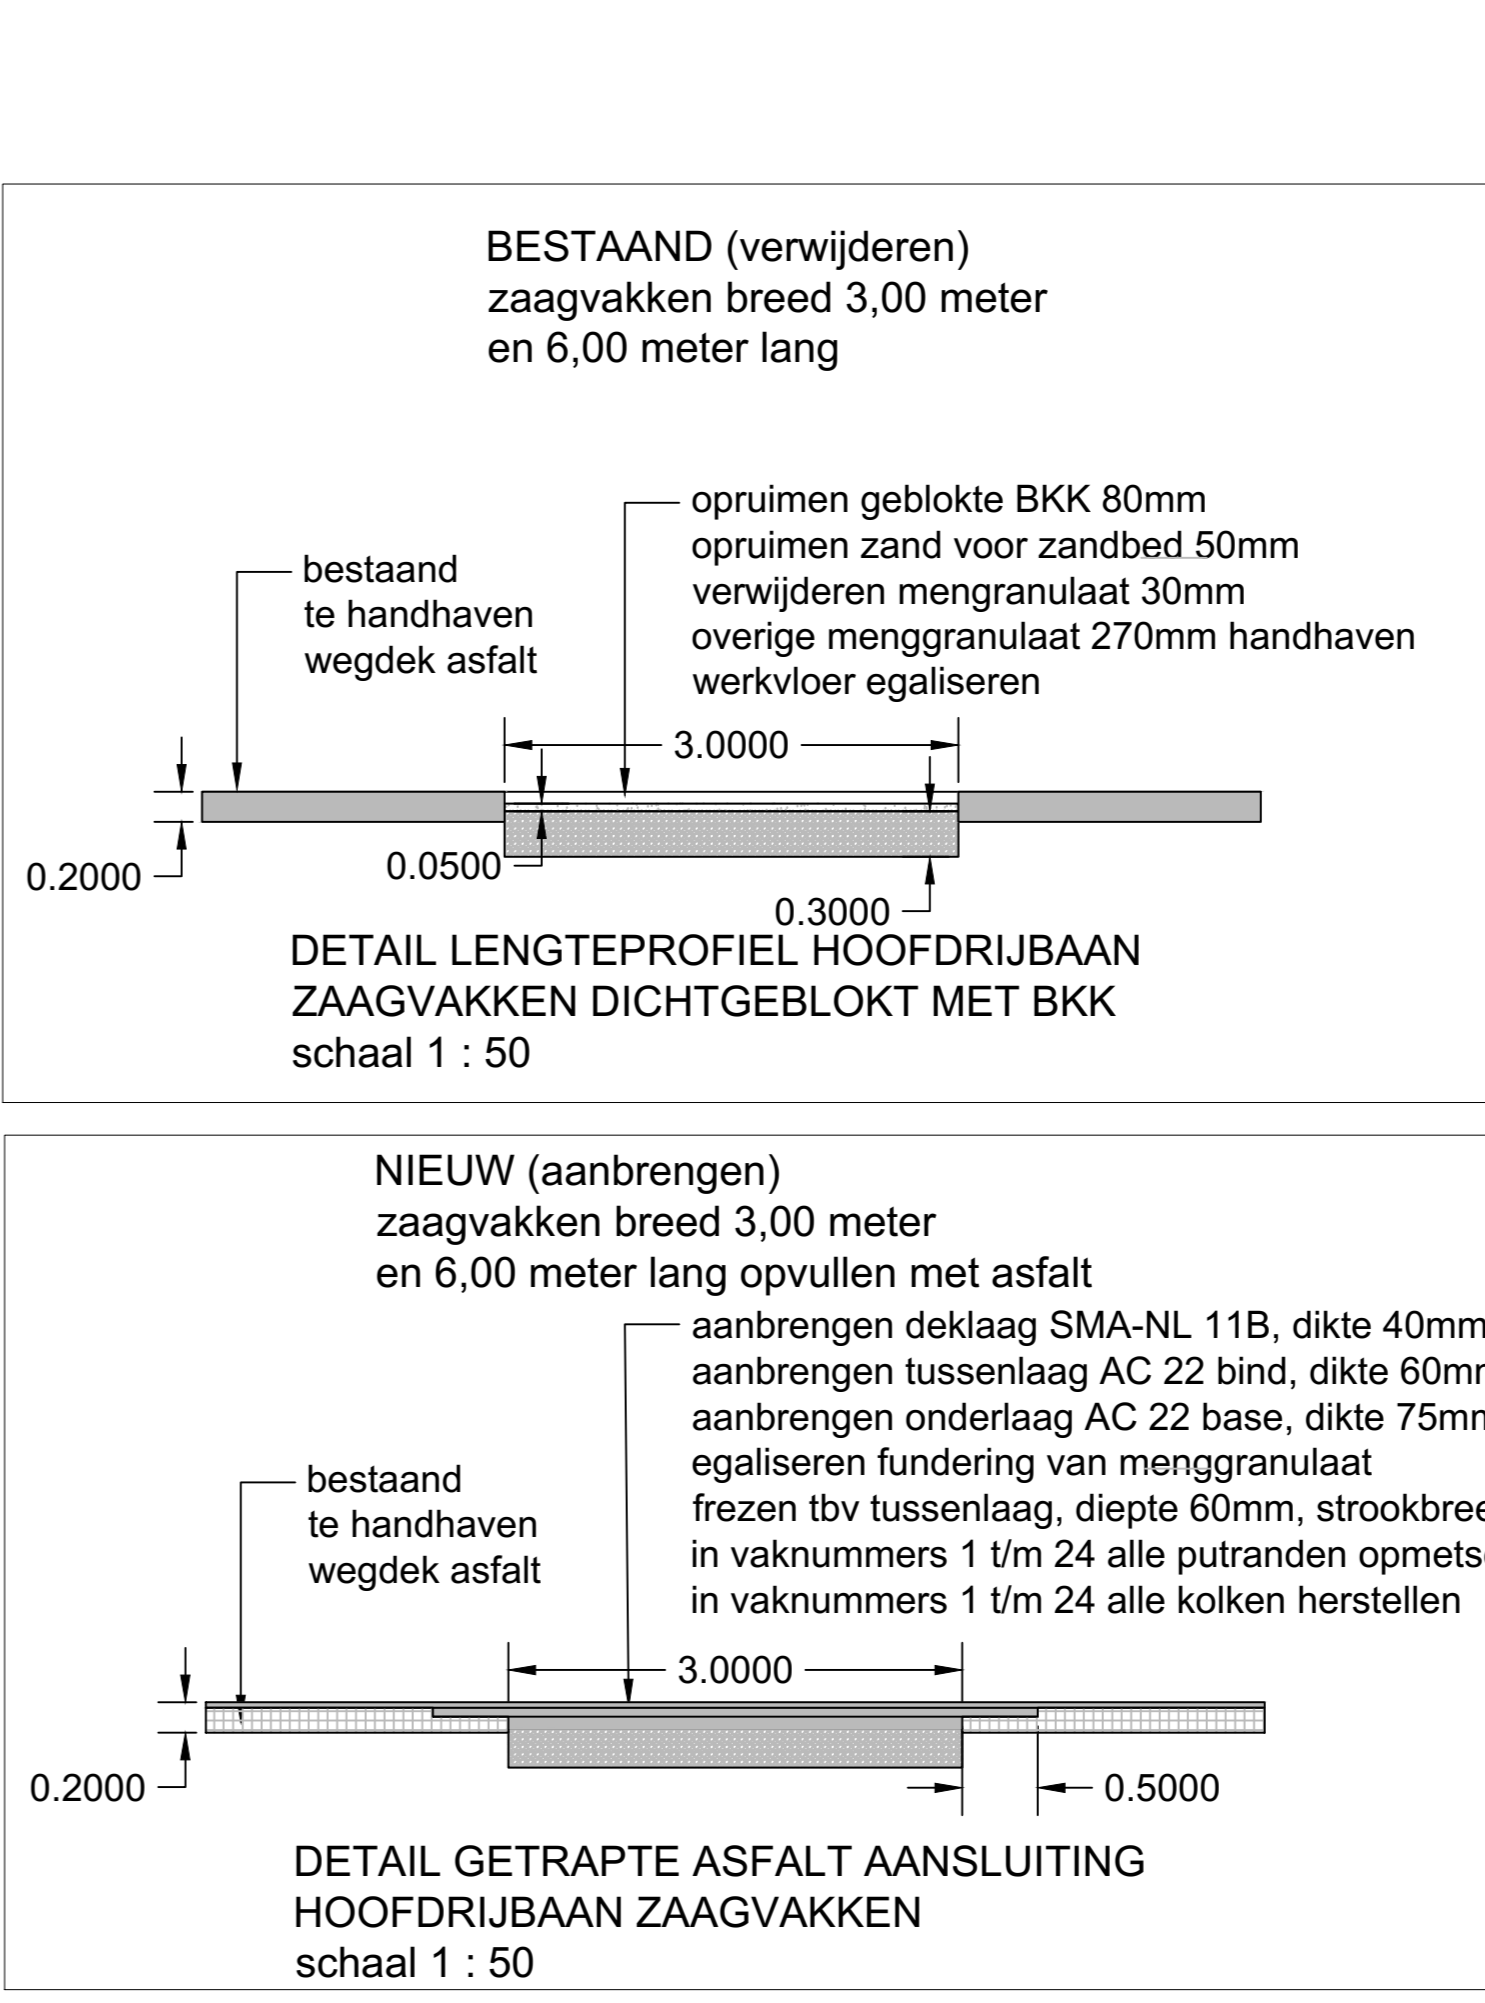 BESTAAND (verwijderen)
zaagvakken breed 3,00 meter
en 6,00 meter lang
opruimen geblokte BKK 80mm
opruimen zand voor zandbed 50mm
verwijderen mengranulaat 30mm
overige menggranulaat 270mm handhaven
werkvloer egaliseren
bestaand
te handhaven
wegdek asfalt
3.0000
0.2000
0.0500
0.3000
DETAIL LENGTEPROFIEL HOOFDRIJBAAN
ZAAGVAKKEN DICHTGEBLOKT MET BKK
schaal 1 : 50
NIEUW (aanbrengen)
zaagvakken breed 3,00 meter
en 6,00 meter lang opvullen met asfalt
aanbrengen deklaag SMA-NL 11B, dikte 40mm
aanbrengen tussenlaag AC 22 bind, dikte
aanbrengen onderlaag AC 22 base, dikte
egaliseren fundering van menggranulaat
frezen tbv tussenlaag, diepte 60mm,
in vaknummers 1 t/m 24 alle putranden
in vaknummers 1 t/m 24 alle kolken herstellen
bestaand
te handhaven
wegdek asfalt
3.0000
0.2000
0.5000
DETAIL GETRAPTE ASFALT AANSLUITING
HOOFDRIJBAAN ZAAGVAKKEN
schaal 1 : 50